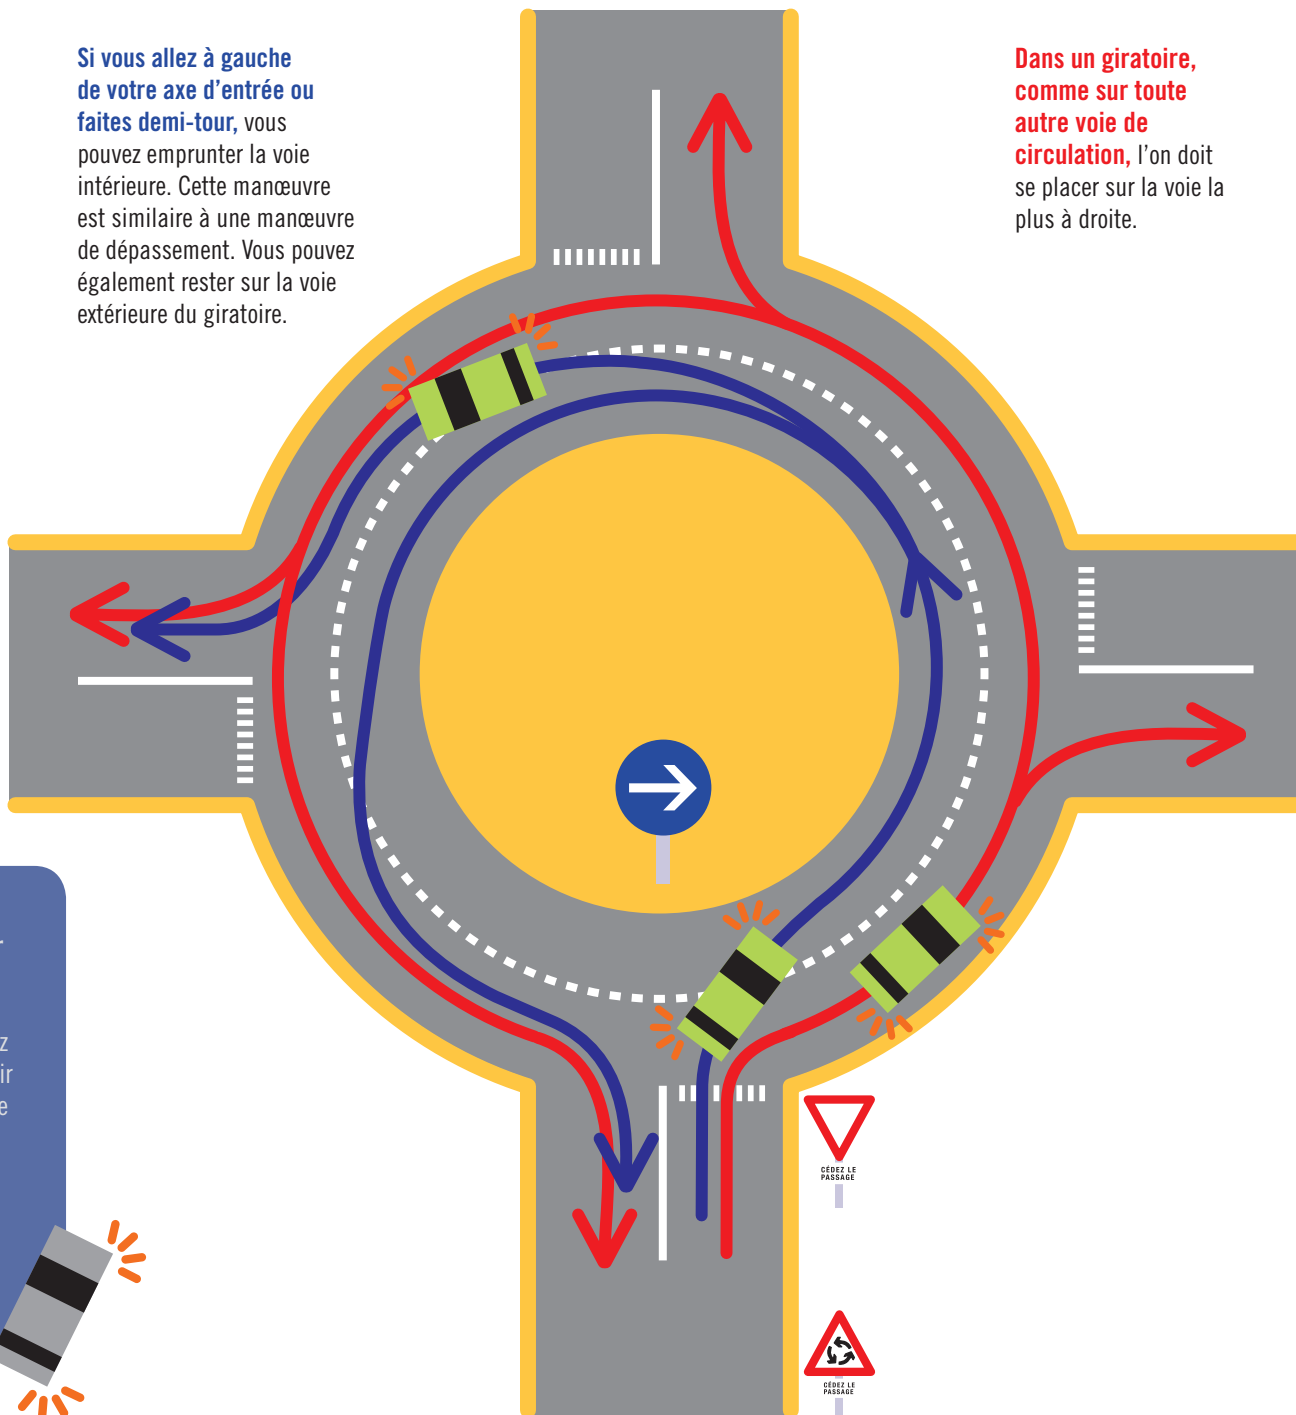 Si vous allez à gauche
de votre axe d'entrée ou
faites demi-tour, vous
pouvez emprunter la voie
intérieure. Cette manœuvre
est similaire à une manœuvre
de dépassement. Vous pouvez
également rester sur la voie
extérieure du giratoire.
Dans un giratoire,
comme sur toute
autre voie de
circulation, l'on doit
se placer sur la voie la
plus à droite.
CÉDEZ LE
PASSAGE
CÉDEZ LE
PASSAGE